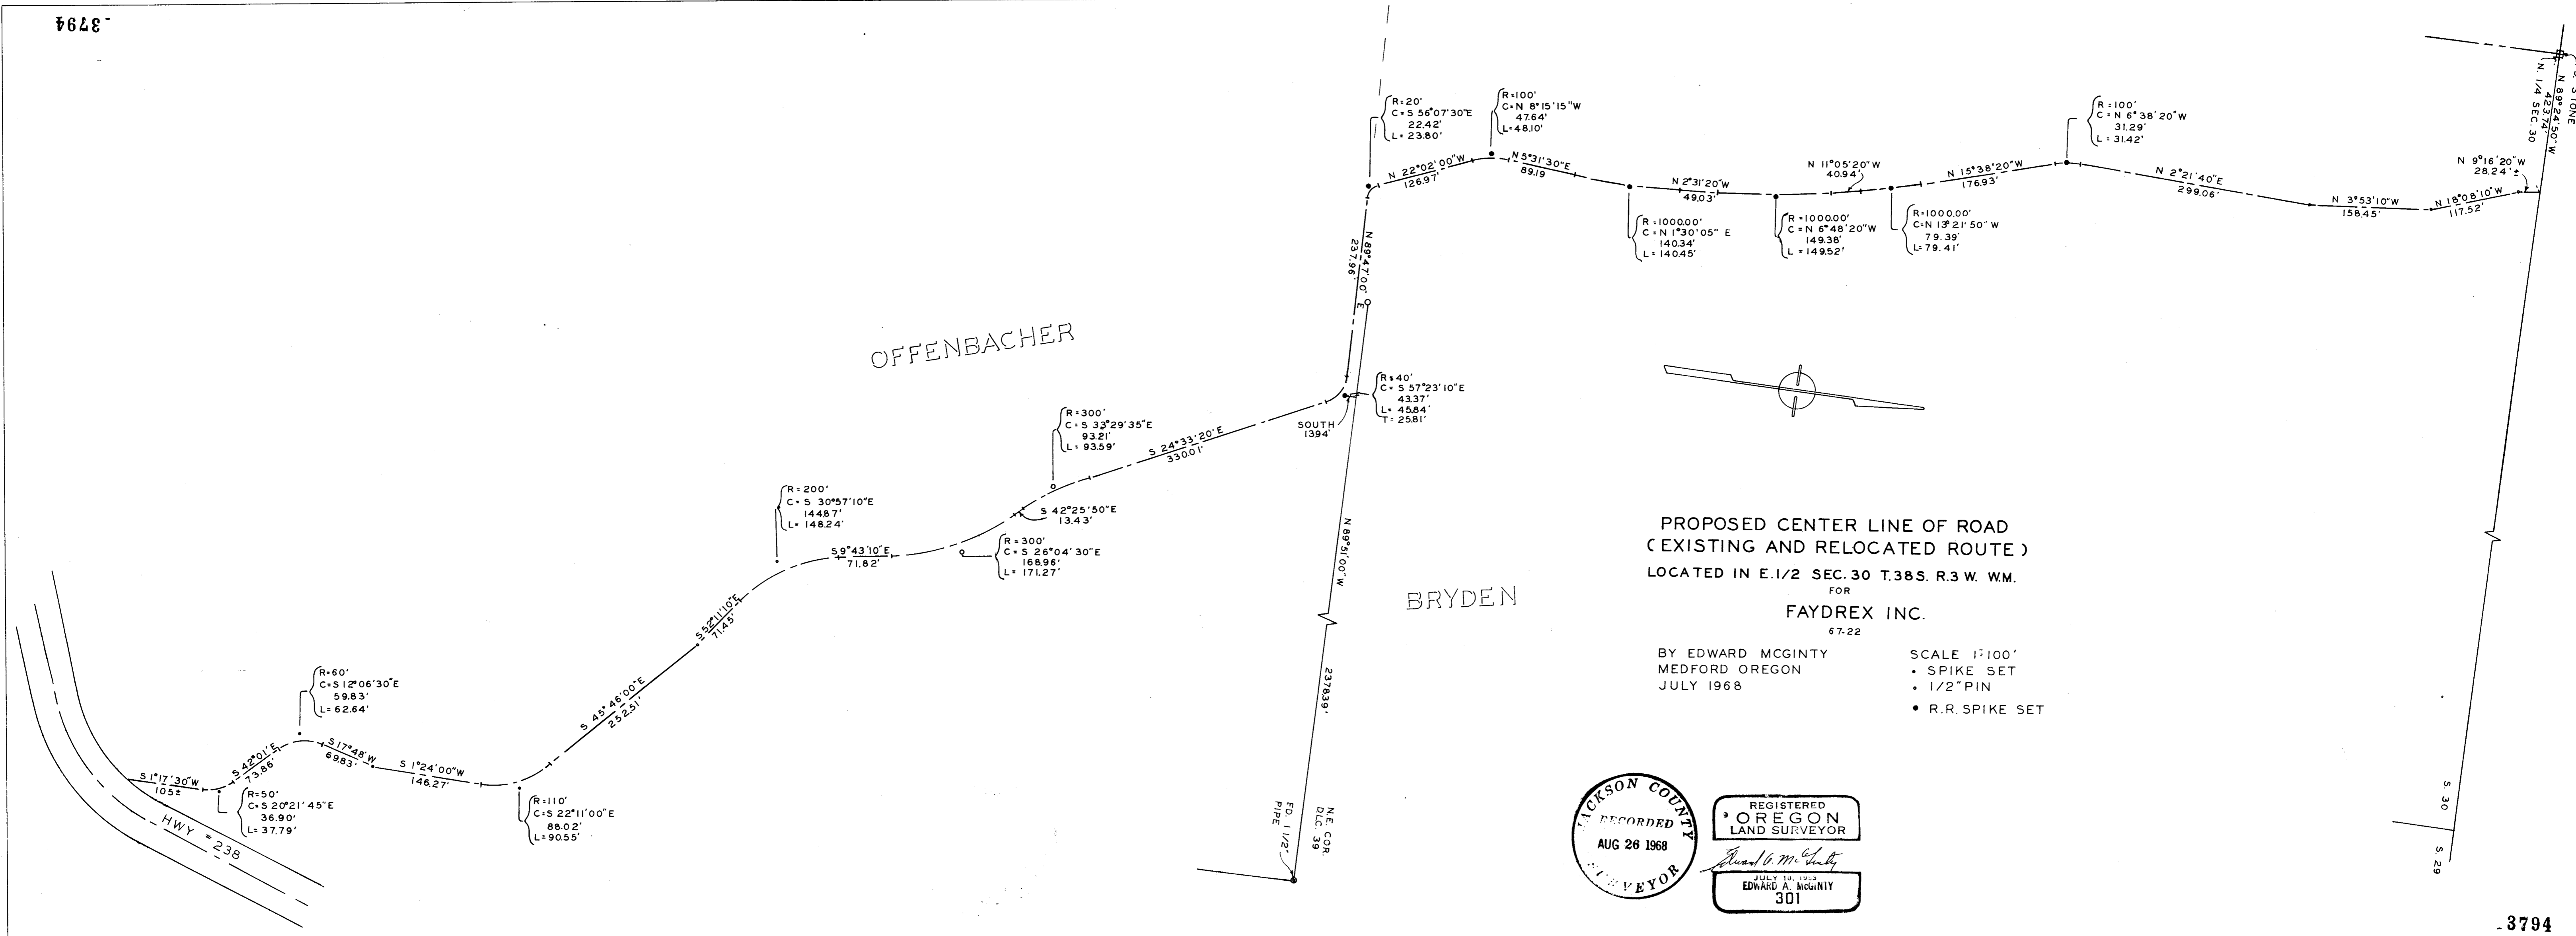 3794
R=20'
C=S 56°07'30"E
22.42'
L=23.80'
R=100'
C=N 8°15'15"W
47.64'
L=48.10'
N 22°02'00"W
126.97'
N 5°31'30"E
89.19
R=1000.00'
C=N 1°30'05" E
140.34'
L=140.45'
N 2°31'20"W
49.03'
R=1000.00'
C=N 6°48'20"W
149.38'
L=149.52'
N 11°05'20"W
40.94'
R=1000.00'
C=N 13°21'50"W
79.39'
L=79.41'
N 15°38'20"W
176.93'
R=100'
C=N 6°38'20"W
31.29'
L=31.42'
N 2°21'40"E
299.06'
N 3°53'10"W
158.45'
N 18°08'10"W
117.52'
N 9°16'20"W
28.24'±
STONE
N 89°24'50"W
423.74'
N. 1/4 SEC. 30
N 89°47'00" E
237.96'
OFFENBACHER
R=40'
C=S 57°23'10"E
43.37'
L=45.84'
T=25.81'
SOUTH
13.94'
S 24°33'20"E
330.01'
R=300'
C=S 33°29'35"E
93.21'
L=93.59'
S 42°25'50"E
13.43'
R=300'
C=S 26°04'30"E
168.96'
L=171.27'
R=200'
C=S 30°57'10"E
144.87'
L=148.24'
S 9°43'10"E
71.82'
S 52°11'10"E
71.45'
S 45°46'00"E
252.51'
R=60'
C=S 12°06'30"E
59.83'
L=62.64'
S 42°01'E
73.86'
S 17°48'W
69.83'
S 1°24'00"W
146.27'
S 1°17'30"W
105±
R=50'
C=S 20°21'45"E
36.90'
L=37.79'
R=110'
C=S 22°11'00"E
88.02'
L=90.55'
HWY = 238
N 89°51'00"W
2378.39'
BRYDEN
N.E. COR.
D.L.C. 39
FD. 1 1/2"
PIPE
PROPOSED CENTER LINE OF ROAD
(EXISTING AND RELOCATED ROUTE)
LOCATED IN E.1/2 SEC. 30 T.38S. R.3 W. W.M.
FOR
FAYDREX INC.
67-22
BY EDWARD MCGINTY
MEDFORD OREGON
JULY 1968
SCALE 1"=100'
• SPIKE SET
∘ 1/2" PIN
● R.R. SPIKE SET
JACKSON COUNTY
RECORDED
AUG 26 1968
SURVEYOR
REGISTERED
OREGON
LAND SURVEYOR
Edward A. McGinty
JULY 10, 1953
EDWARD A. McGINTY
301
S. 30
S. 29
3794